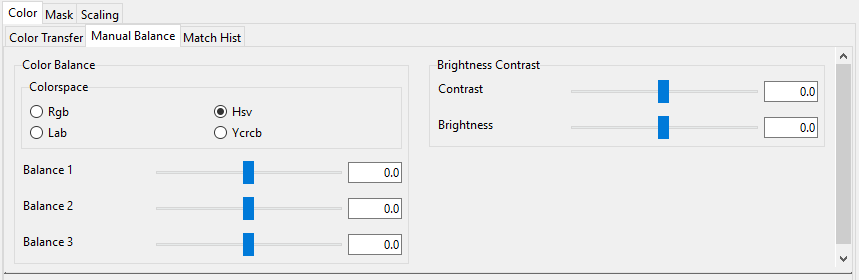 Color Mask Scaling
Color Transfer Manual Balance Match Hist
Color Balance
Colorspace
Rgb Hsv
Lab Ycrcb
Balance 1 0.0
Balance 2 0.0
Balance 3 0.0
Brightness Contrast
Contrast 0.0
Brightness 0.0